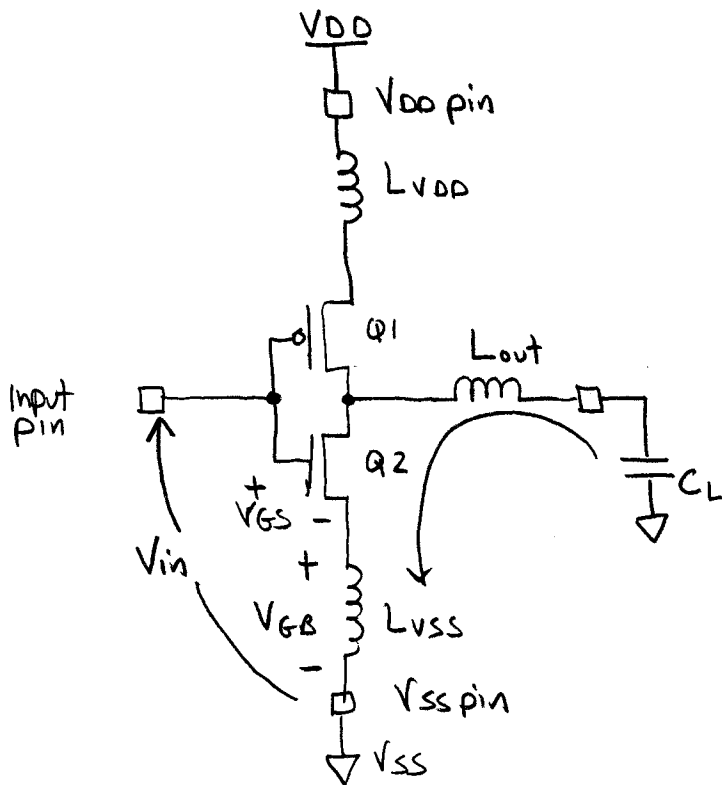 VDD
VDD pin
LVDD
Q1
Lout
Input
pin
Q2
CL
+
VGS -
Vin
+
VGB LVSS
-
VSS pin
VSS